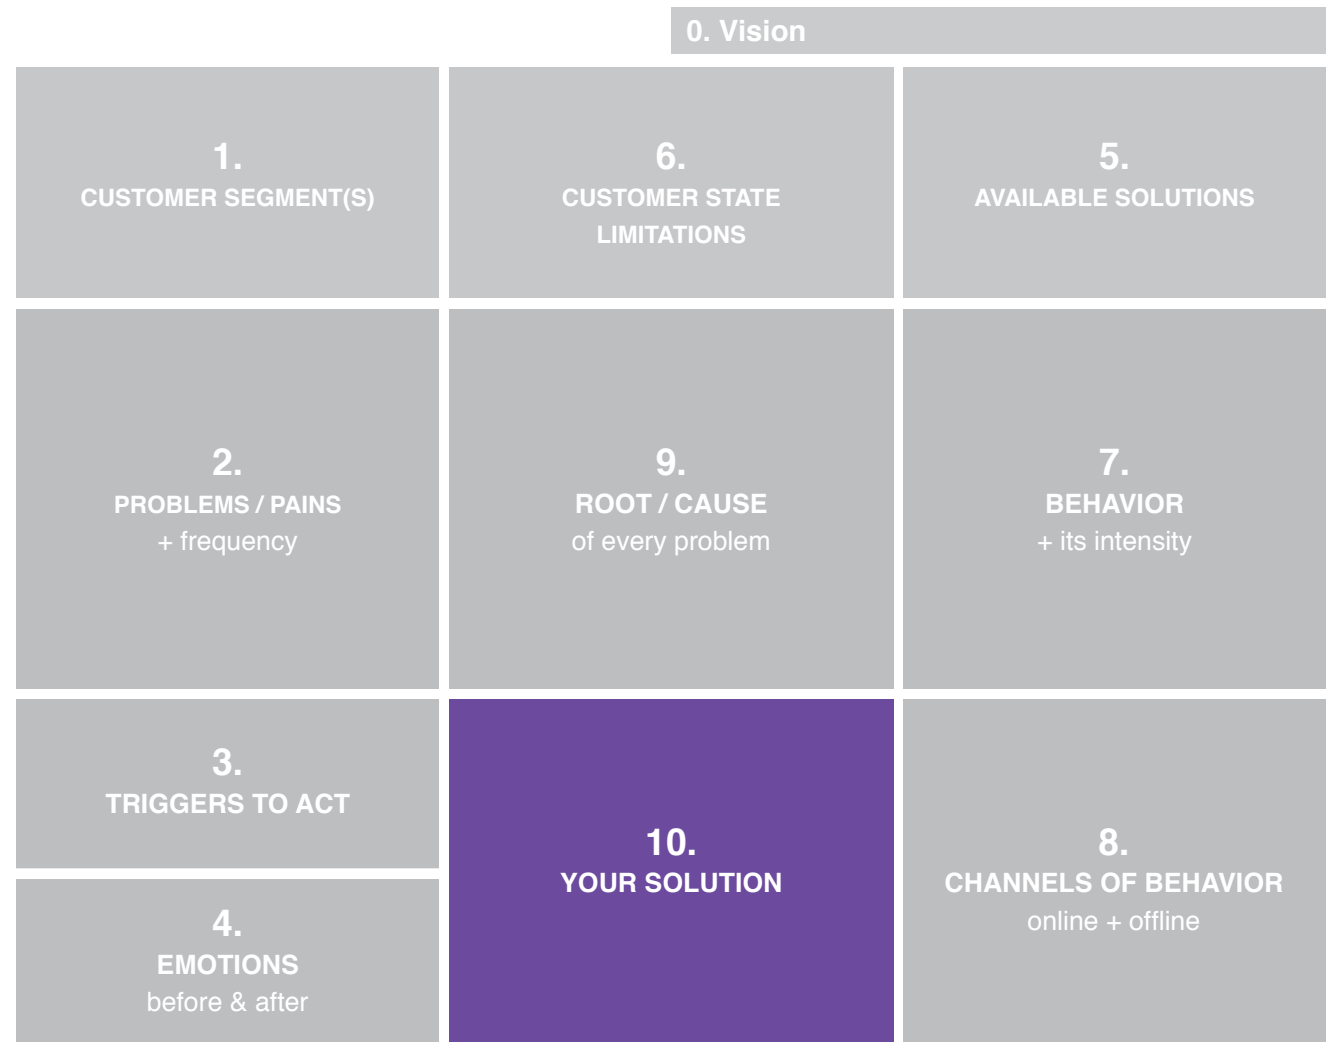 0. Vision
1.
CUSTOMER SEGMENT(S)
6.
CUSTOMER STATE
LIMITATIONS
5.
AVAILABLE SOLUTIONS
2.
PROBLEMS / PAINS
+ frequency
9.
ROOT / CAUSE
of every problem
7.
BEHAVIOR
+ its intensity
3.
TRIGGERS TO ACT
4.
EMOTIONS
before & after
10.
YOUR SOLUTION
8.
CHANNELS OF BEHAVIOR
online + offline